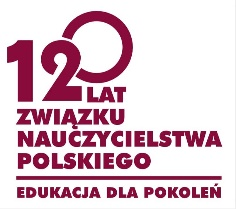 120 LAT
ZWIĄZKU
NAUCZYCIELSTWA
POLSKIEGO
EDUKACJA DLA POKOLEŃ